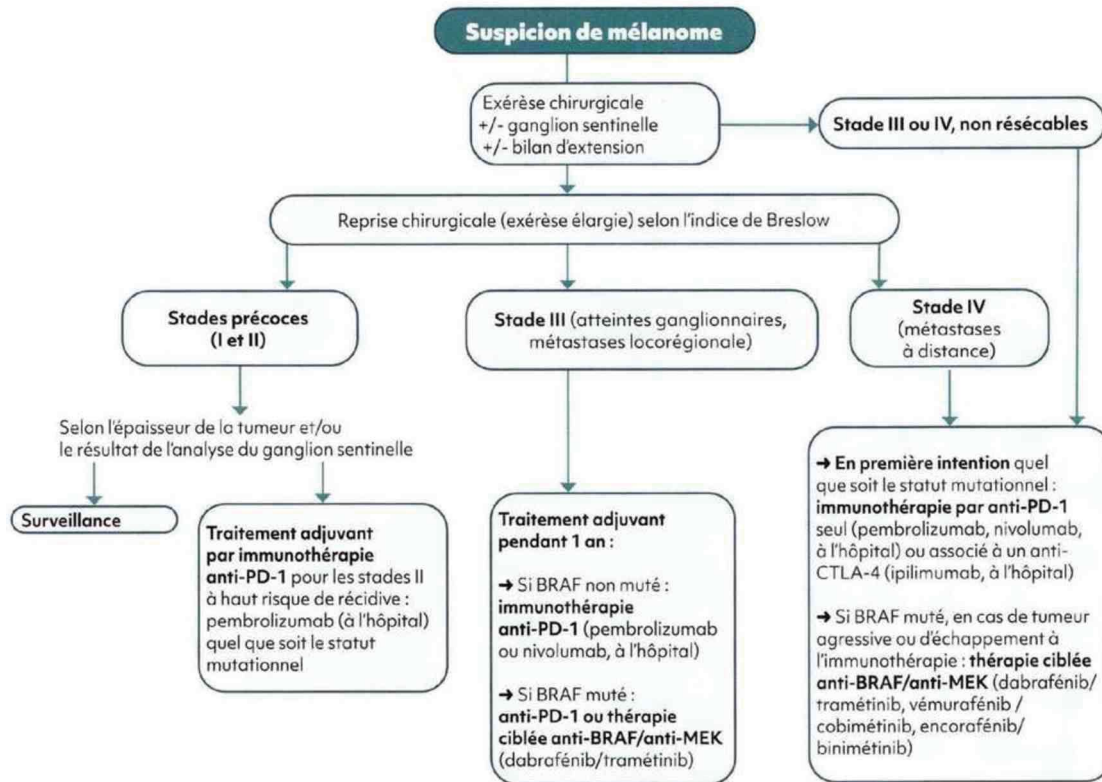 Suspicion de mélanome
Exérèse chirurgicale
+/- ganglion sentinelle
+/- bilan d'extension
Stade III ou IV, non résécables
Reprise chirurgicale (exérèse élargie) selon l'indice de Breslow
Stades précoces
(I et II)
Stade III (atteintes ganglionnaires,
métastases locorégionale)
Stade IV
(métastases
à distance)
Selon l'épaisseur de la tumeur et/ou
le résultat de l'analyse du ganglion sentinelle
Surveillance
Traitement adjuvant
par immunothérapie
anti-PD-1 pour les stades II
à haut risque de récidive :
pembrolizumab (à l'hôpital)
quel que soit le statut
mutationnel
Traitement adjuvant
pendant 1 an :
→ Si BRAF non muté :
immunothérapie
anti-PD-1 (pembrolizumab
ou nivolumab, à l'hôpital)
→ Si BRAF muté :
anti-PD-1 ou thérapie
ciblée anti-BRAF/anti-MEK
(dabrafénib/tramétinib)
→ En première intention quel
que soit le statut mutationnel :
immunothérapie par anti-PD-1
seul (pembrolizumab, nivolumab,
à l'hôpital) ou associé à un anti-
CTLA-4 (ipilimumab, à l'hôpital)
→ Si BRAF muté, en cas de tumeur
agressive ou d'échappement à
l'immunothérapie : thérapie ciblée
anti-BRAF/anti-MEK (dabrafénib/
tramétinib, vémurafénib /
cobimétinib, encorafénib/
binimétinib)